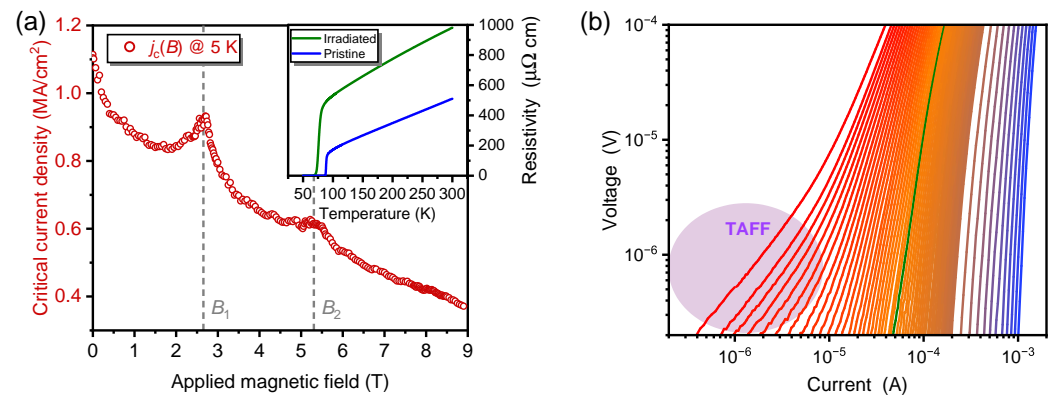 (a)
1.2
1.0
0.8
0.6
0.4
Critical current density (MA/cm²)
jc(B) @ 5 K
B1
B2
0 1 2 3 4 5 6 7 8 9
Applied magnetic field (T)
Irradiated
Pristine
1000
800
600
400
200
0
Resistivity (μΩ cm)
50 100 150 200 250 300
Temperature (K)
(b)
10⁻⁴
10⁻⁵
10⁻⁶
Voltage (V)
TAFF
10⁻⁶ 10⁻⁵ 10⁻⁴ 10⁻³
Current (A)